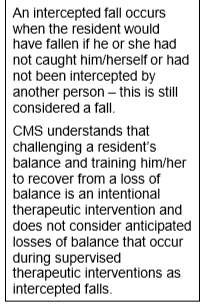 An intercepted fall occurs
when the resident would
have fallen if he or she had
not caught him/herself or had
not been intercepted by
another person – this is still
considered a fall.
CMS understands that
challenging a resident's
balance and training him/her
to recover from a loss of
balance is an intentional
therapeutic intervention and
does not consider anticipated
losses of balance that occur
during supervised
therapeutic interventions as
intercepted falls.